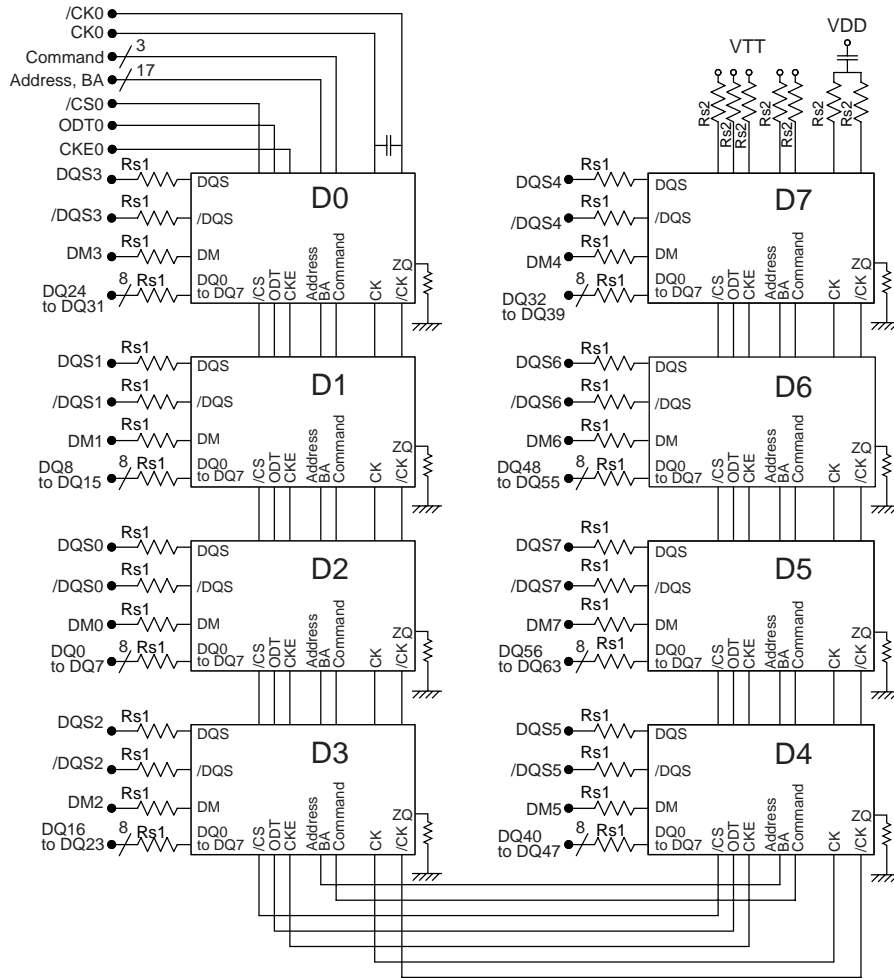 /CK0
CK0
Command 3
Address, BA 17
/CS0
ODT0
CKE0
VTT
VDD
Rs2 Rs2 Rs2 Rs2 Rs2 Rs2 Rs2
DQS3 Rs1 DQS
/DQS3 Rs1 /DQS
DM3 Rs1 DM
DQ24 to DQ31 8 Rs1 DQ0 to DQ7
D0
/CS ODT CKE Address BA Command CK /CK ZQ
DQS4 Rs1 DQS
/DQS4 Rs1 /DQS
DM4 Rs1 DM
DQ32 to DQ39 8 Rs1 DQ0 to DQ7
D7
/CS ODT CKE Address BA Command CK /CK ZQ
DQS1 Rs1 DQS
/DQS1 Rs1 /DQS
DM1 Rs1 DM
DQ8 to DQ15 8 Rs1 DQ0 to DQ7
D1
/CS ODT CKE Address BA Command CK /CK ZQ
DQS6 Rs1 DQS
/DQS6 Rs1 /DQS
DM6 Rs1 DM
DQ48 to DQ55 8 Rs1 DQ0 to DQ7
D6
/CS ODT CKE Address BA Command CK /CK ZQ
DQS0 Rs1 DQS
/DQS0 Rs1 /DQS
DM0 Rs1 DM
DQ0 to DQ7 8 Rs1 DQ0 to DQ7
D2
/CS ODT CKE Address BA Command CK /CK ZQ
DQS7 Rs1 DQS
/DQS7 Rs1 /DQS
DM7 Rs1 DM
DQ56 to DQ63 8 Rs1 DQ0 to DQ7
D5
/CS ODT CKE Address BA Command CK /CK ZQ
DQS2 Rs1 DQS
/DQS2 Rs1 /DQS
DM2 Rs1 DM
DQ16 to DQ23 8 Rs1 DQ0 to DQ7
D3
/CS ODT CKE Address BA Command CK /CK ZQ
DQS5 Rs1 DQS
/DQS5 Rs1 /DQS
DM5 Rs1 DM
DQ40 to DQ47 8 Rs1 DQ0 to DQ7
D4
/CS ODT CKE Address BA Command CK /CK ZQ